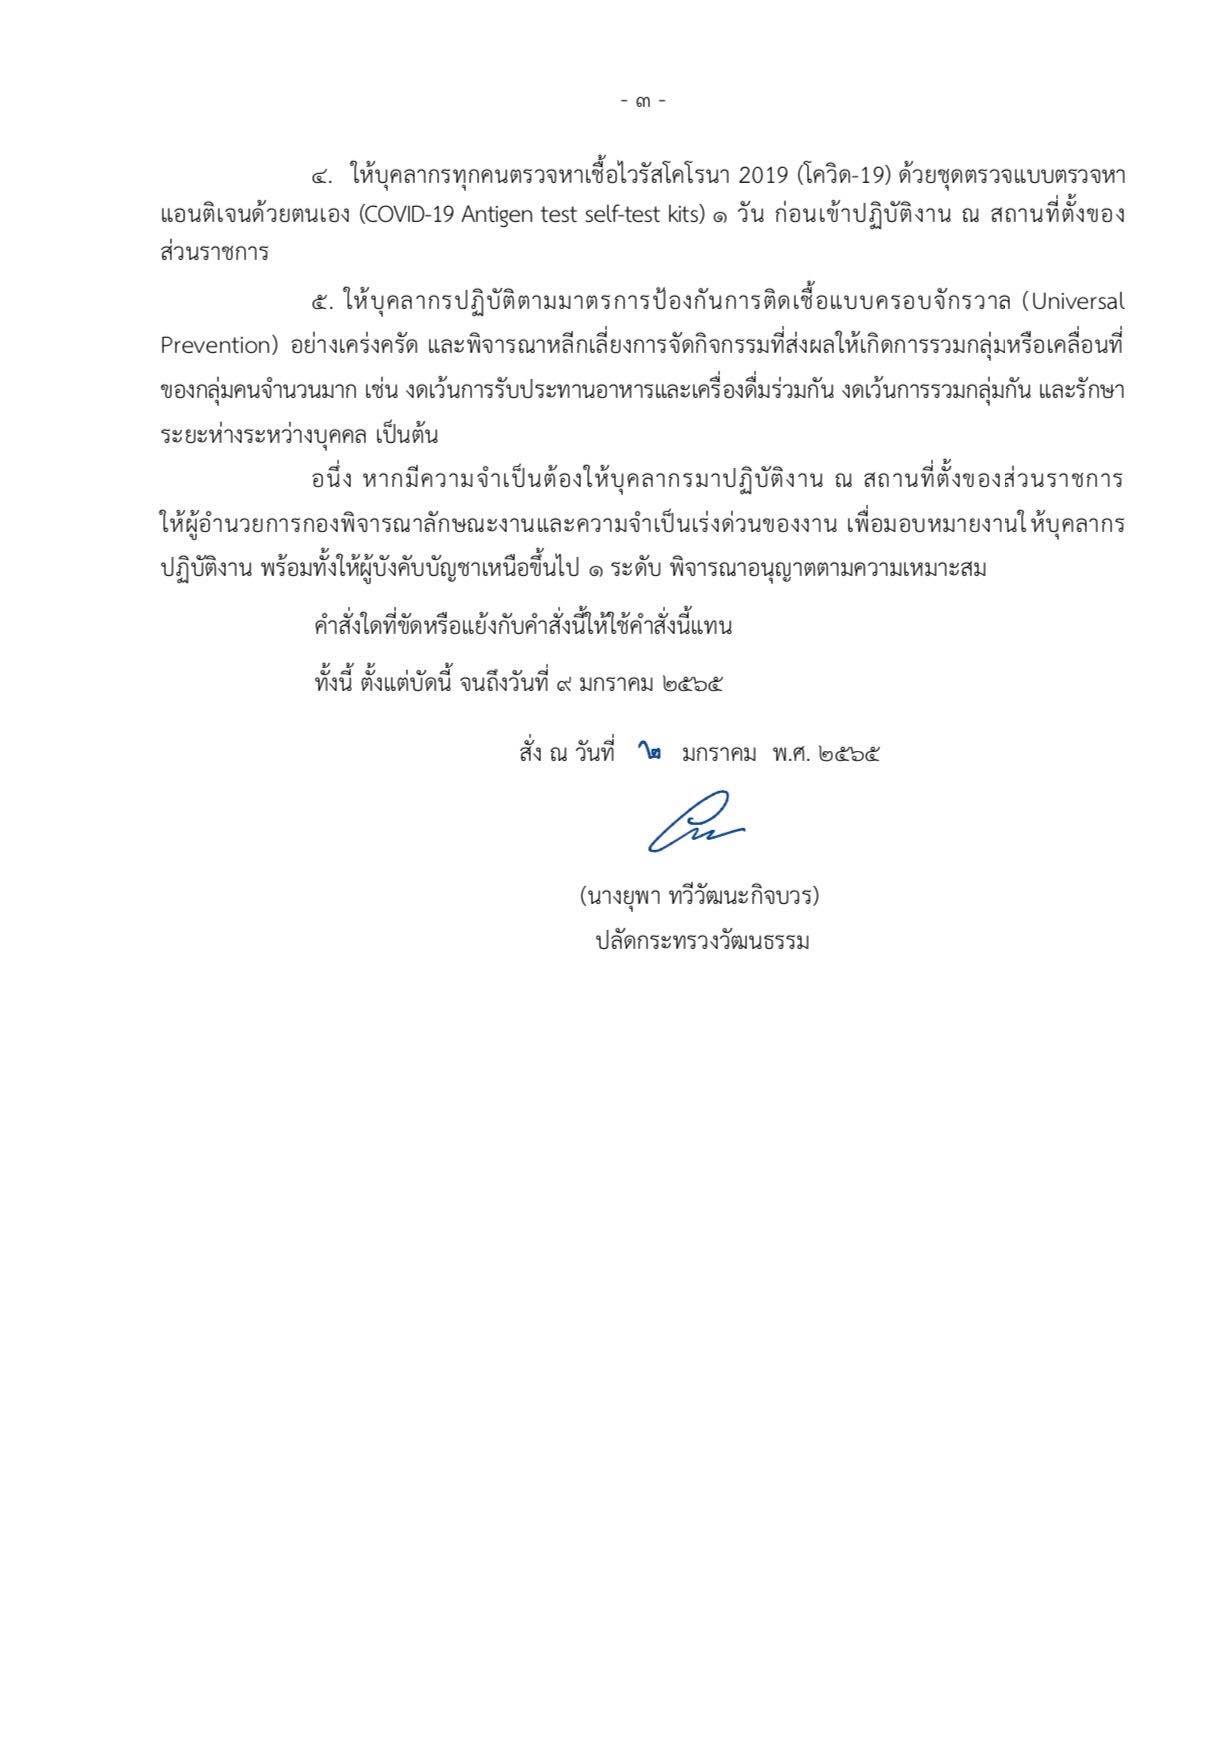 - ๓ -
๔. ให้บุคลากรทุกคนตรวจหาเชื้อไวรัสโคโรนา 2019 (โควิด-19) ด้วยชุดตรวจแบบตรวจหา
แอนติเจนด้วยตนเอง (COVID-19 Antigen test self-test kits) ๑ วัน ก่อนเข้าปฏิบัติงาน ณ สถานที่ตั้งของ
ส่วนราชการ
๕. ให้บุคลากรปฏิบัติตามมาตรการป้องกันการติดเชื้อแบบครอบจักรวาล (Universal
Prevention) อย่างเคร่งครัด และพิจารณาหลีกเลี่ยงการจัดกิจกรรมที่ส่งผลให้เกิดการรวมกลุ่มหรือเคลื่อนที่
ของกลุ่มคนจำนวนมาก เช่น งดเว้นการรับประทานอาหารและเครื่องดื่มร่วมกัน งดเว้นการรวมกลุ่มกัน และรักษา
ระยะห่างระหว่างบุคคล เป็นต้น
อนึ่ง หากมีความจำเป็นต้องให้บุคลากรมาปฏิบัติงาน ณ สถานที่ตั้งของส่วนราชการ
ให้ผู้อำนวยการกองพิจารณาลักษณะงานและความจำเป็นเร่งด่วนของงาน เพื่อมอบหมายงานให้บุคลากร
ปฏิบัติงาน พร้อมทั้งให้ผู้บังคับบัญชาเหนือขึ้นไป ๑ ระดับ พิจารณาอนุญาตตามความเหมาะสม
คำสั่งใดที่ขัดหรือแย้งกับคำสั่งนี้ให้ใช้คำสั่งนี้แทน
ทั้งนี้ ตั้งแต่บัดนี้ จนถึงวันที่ ๙ มกราคม ๒๕๖๕
สั่ง ณ วันที่ ๒ มกราคม พ.ศ. ๒๕๖๕
(นางยุพา ทวีวัฒนะกิจบวร)
ปลัดกระทรวงวัฒนธรรม